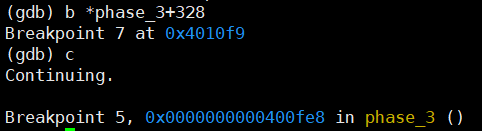 (gdb) b *phase_3+328
Breakpoint 7 at 0x4010f9
(gdb) c
Continuing.
Breakpoint 5, 0x0000000000400fe8 in phase_3 ()